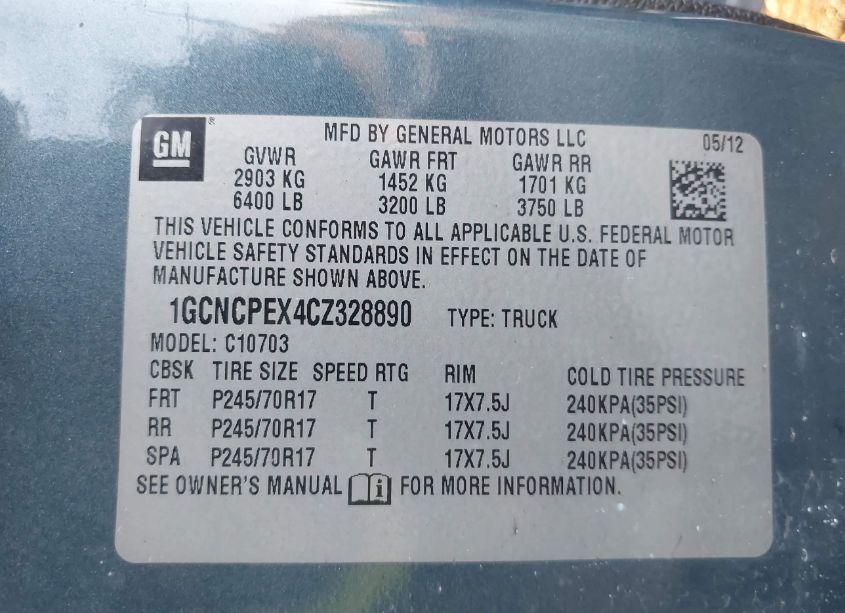 GM ®
MFD BY GENERAL MOTORS LLC 05/12
GVWR GAWR FRT GAWR RR
2903 KG 1452 KG 1701 KG
6400 LB 3200 LB 3750 LB
THIS VEHICLE CONFORMS TO ALL APPLICABLE U.S. FEDERAL MOTOR
VEHICLE SAFETY STANDARDS IN EFFECT ON THE DATE OF
MANUFACTURE SHOWN ABOVE.
1GCNCPEX4CZ328890 TYPE: TRUCK
MODEL: C10703
CBSK TIRE SIZE SPEED RTG RIM COLD TIRE PRESSURE
FRT P245/70R17 T 17X7.5J 240KPA(35PSI)
RR P245/70R17 T 17X7.5J 240KPA(35PSI)
SPA P245/70R17 T 17X7.5J 240KPA(35PSI)
SEE OWNER'S MANUAL i FOR MORE INFORMATION.